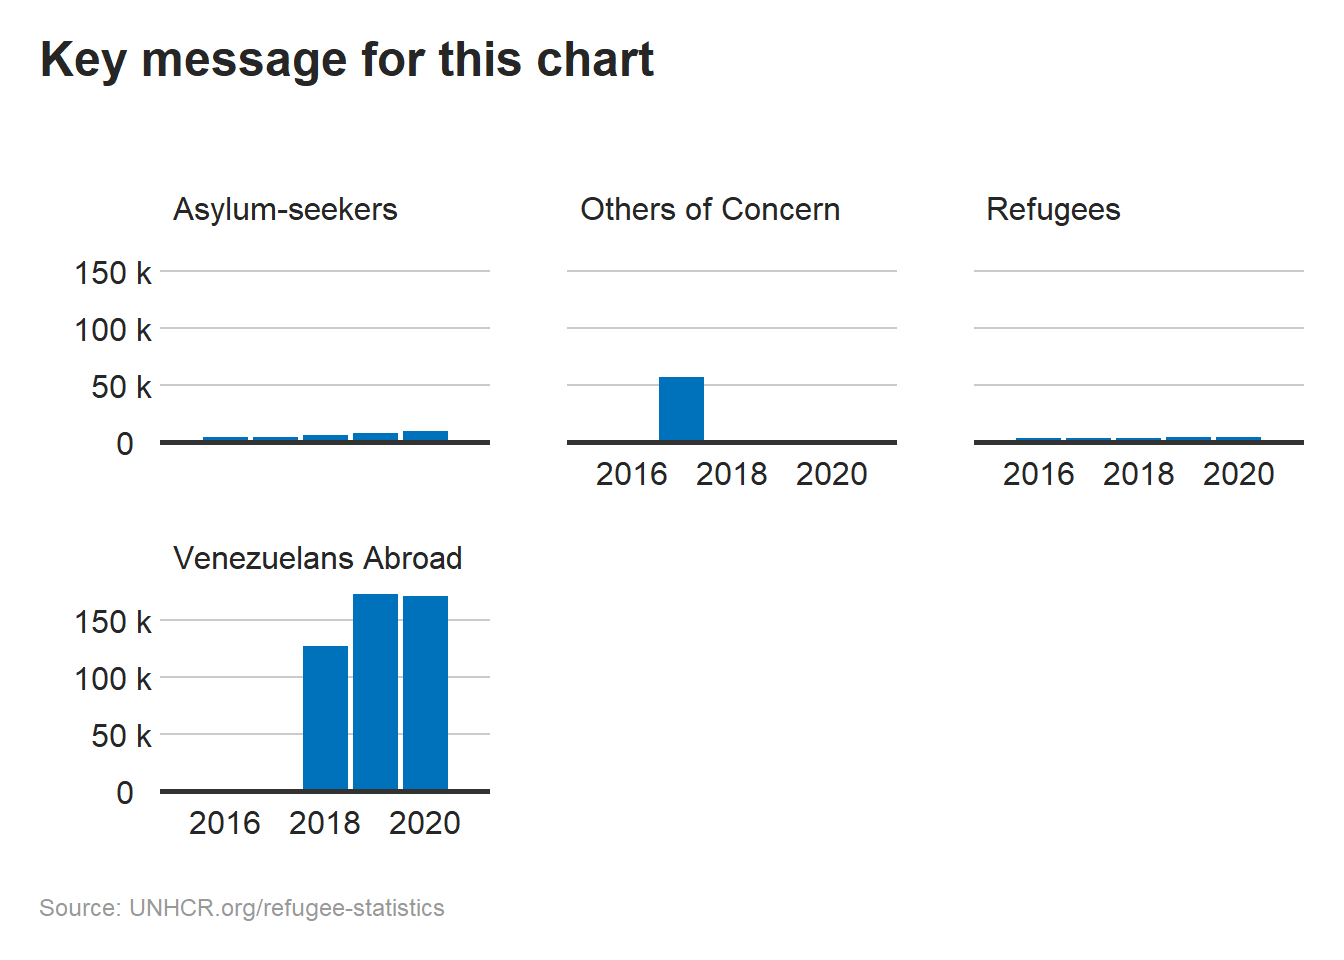 Key message for this chart
Asylum-seekers
Others of Concern
Refugees
150 k
100 k
50 k
0
2016 2018 2020
2016 2018 2020
Venezuelans Abroad
150 k
100 k
50 k
0
2016 2018 2020
Source: UNHCR.org/refugee-statistics